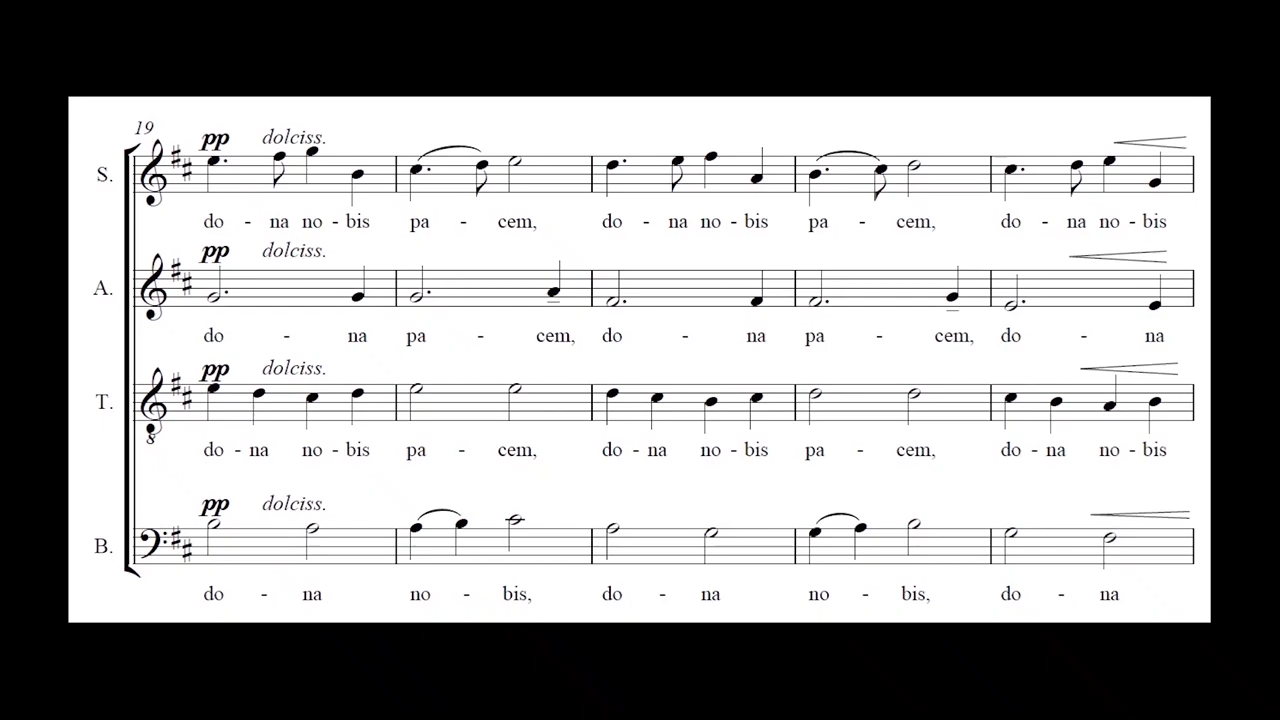 19
pp dolciss.
S.
do - na no - bis pa - cem, do - na no - bis pa - cem, do - na no - bis
pp dolciss.
A.
do - na pa - cem, do - na pa - cem, do - na
pp dolciss.
T.
8
do - na no - bis pa - cem, do - na no - bis pa - cem, do - na no - bis
pp dolciss.
B.
do - na no - bis, do - na no - bis, do - na